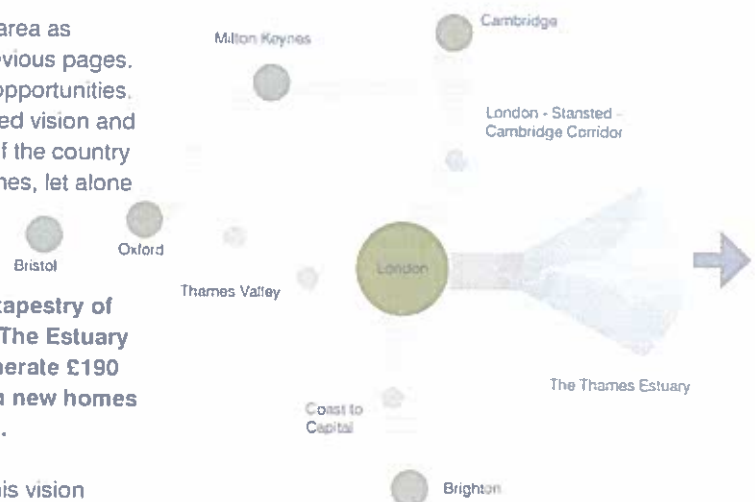 area as
vious pages.
opportunities.
ed vision and
f the country
nes, let alone
tapestry of
The Estuary
nerate £190
n new homes
.
his vision
Milton Keynes
Cambridge
London - Stansted -
Cambridge Corridor
Bristol
Oxford
Thames Valley
London
The Thames Estuary
Coast to
Capital
Brighton